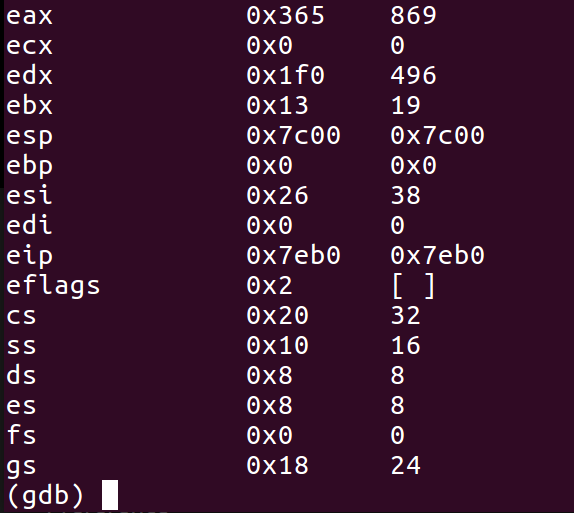 eax 0x365 869
ecx 0x0 0
edx 0x1f0 496
ebx 0x13 19
esp 0x7c00 0x7c00
ebp 0x0 0x0
esi 0x26 38
edi 0x0 0
eip 0x7eb0 0x7eb0
eflags 0x2 [ ]
cs 0x20 32
ss 0x10 16
ds 0x8 8
es 0x8 8
fs 0x0 0
gs 0x18 24
(gdb)